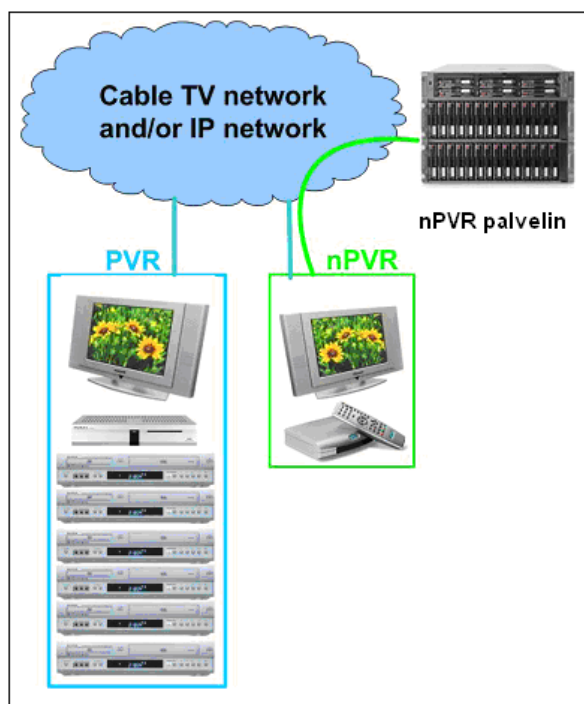 Cable TV network
and/or IP network
nPVR palvelin
PVR
nPVR